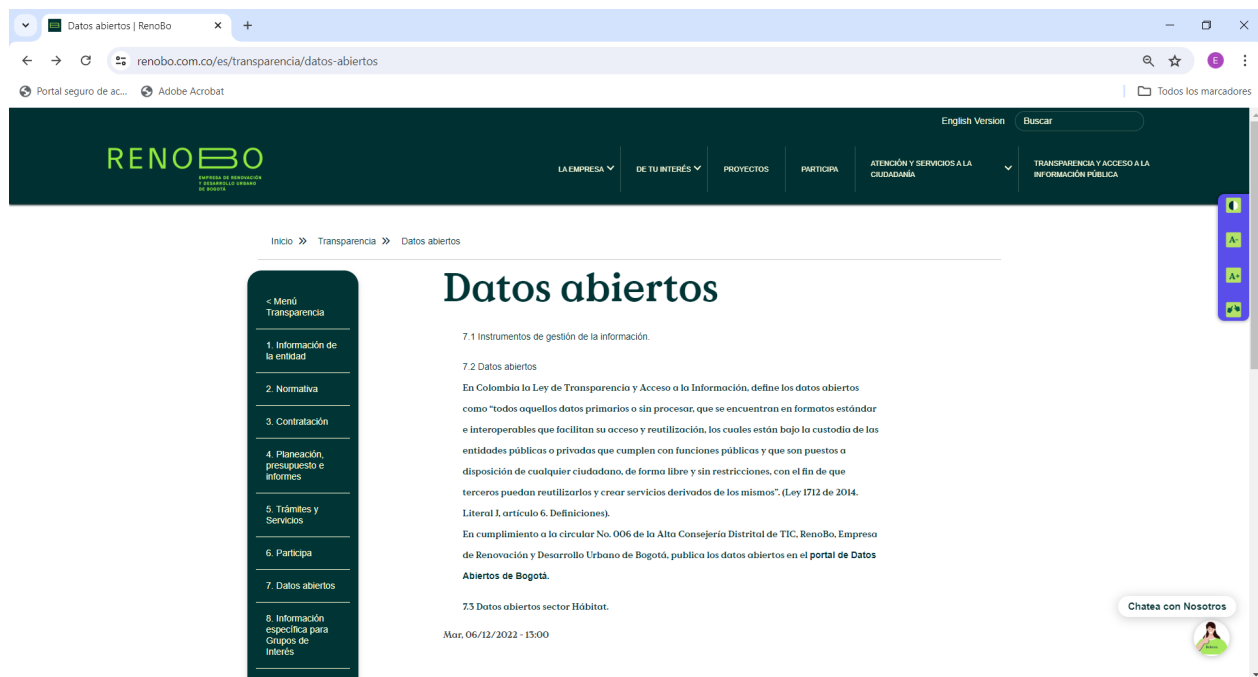 Datos abiertos | RenoBo
renobo.com.co/es/transparencia/datos-abiertos
E
Portal seguro de ac...
Adobe Acrobat
Todos los marcadores
English Version
Buscar
RENOBO
EMPRESA DE RENOVACIÓN
Y DESARROLLO URBANO
DE BOGOTÁ
LA EMPRESA
DE TU INTERÉS
PROYECTOS
PARTICIPA
ATENCIÓN Y SERVICIOS A LA
CIUDADANÍA
TRANSPARENCIA Y ACCESO A LA
INFORMACIÓN PÚBLICA
A-
A+
Inicio » Transparencia » Datos abiertos
< Menú
Transparencia
1. Información de
la entidad
2. Normativa
3. Contratación
4. Planeación,
presupuesto e
informes
5. Trámites y
Servicios
6. Participa
7. Datos abiertos
8. Información
específica para
Grupos de
Interés
Datos abiertos
7.1 Instrumentos de gestión de la información.
7.2 Datos abiertos
En Colombia la Ley de Transparencia y Acceso a la Información, define los datos abiertos
como “todos aquellos datos primarios o sin procesar, que se encuentran en formatos estándar
e interoperables que facilitan su acceso y reutilización, los cuales están bajo la custodia de las
entidades públicas o privadas que cumplen con funciones públicas y que son puestos a
disposición de cualquier ciudadano, de forma libre y sin restricciones, con el fin de que
terceros puedan reutilizarlos y crear servicios derivados de los mismos”. (Ley 1712 de 2014.
Literal J, artículo 6. Definiciones).
En cumplimiento a la circular No. 006 de la Alta Consejería Distrital de TIC, RenoBo, Empresa
de Renovación y Desarrollo Urbano de Bogotá, publica los datos abiertos en el portal de Datos
Abiertos de Bogotá.
7.3 Datos abiertos sector Hábitat.
Mar, 06/12/2022 - 13:00
Chatea con Nosotros